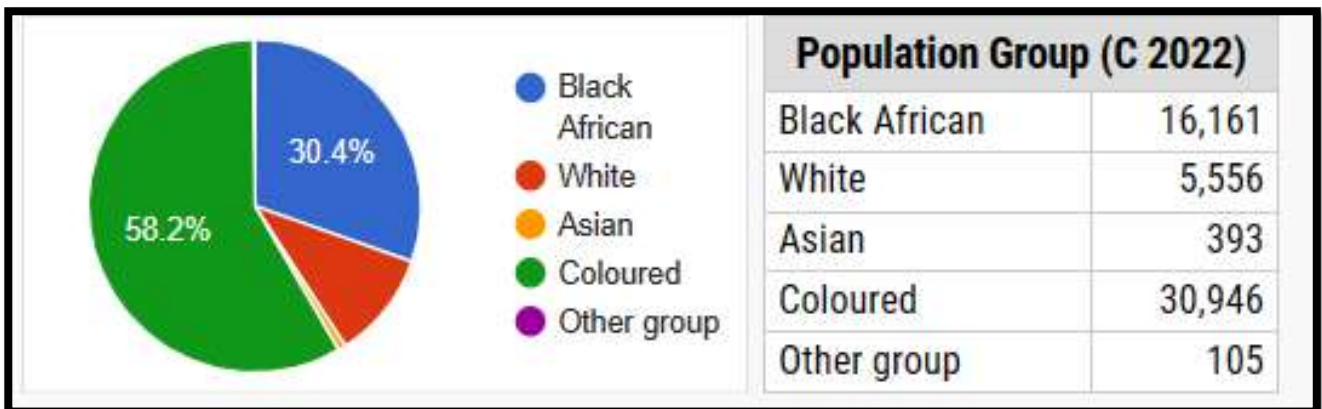 30.4%
58.2%
Black
African
White
Asian
Coloured
Other group
Population Group (C 2022)
Black African 16,161
White 5,556
Asian 393
Coloured 30,946
Other group 105